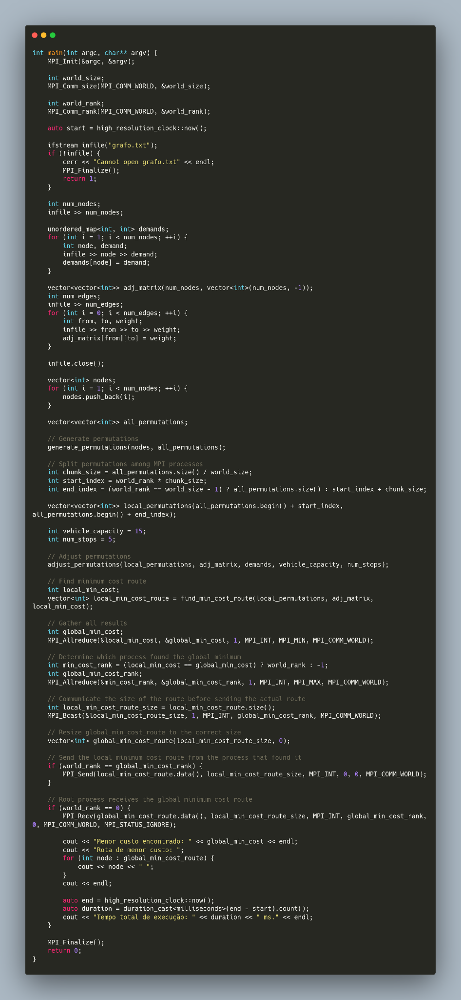 int main(int argc, char** argv) {
    MPI_Init(&argc, &argv);

    int world_size;
    MPI_Comm_size(MPI_COMM_WORLD, &world_size);

    int world_rank;
    MPI_Comm_rank(MPI_COMM_WORLD, &world_rank);

    auto start = high_resolution_clock::now();

    ifstream infile("grafo.txt");
    if (!infile) {
        cerr << "Cannot open grafo.txt" << endl;
        MPI_Finalize();
        return 1;
    }

    int num_nodes;
    infile >> num_nodes;

    unordered_map<int, int> demands;
    for (int i = 1; i < num_nodes; ++i) {
        int node, demand;
        infile >> node >> demand;
        demands[node] = demand;
    }

    vector<vector<int>> adj_matrix(num_nodes, vector<int>(num_nodes, -1));
    int num_edges;
    infile >> num_edges;
    for (int i = 0; i < num_edges; ++i) {
        int from, to, weight;
        infile >> from >> to >> weight;
        adj_matrix[from][to] = weight;
    }

    infile.close();

    vector<int> nodes;
    for (int i = 1; i < num_nodes; ++i) {
        nodes.push_back(i);
    }

    vector<vector<int>> all_permutations;

    // Generate permutations
    generate_permutations(nodes, all_permutations);

    // Split permutations among MPI processes
    int chunk_size = all_permutations.size() / world_size;
    int start_index = world_rank * chunk_size;
    int end_index = (world_rank == world_size - 1) ? all_permutations.size() : start_index + chunk_size;

    vector<vector<int>> local_permutations(all_permutations.begin() + start_index,
all_permutations.begin() + end_index);

    int vehicle_capacity = 15;
    int num_stops = 5;

    // Adjust permutations
    adjust_permutations(local_permutations, adj_matrix, demands, vehicle_capacity, num_stops);

    // Find minimum cost route
    int local_min_cost;
    vector<int> local_min_cost_route = find_min_cost_route(local_permutations, adj_matrix,
local_min_cost);

    // Gather all results
    int global_min_cost;
    MPI_Allreduce(&local_min_cost, &global_min_cost, 1, MPI_INT, MPI_MIN, MPI_COMM_WORLD);

    // Determine which process found the global minimum
    int min_cost_rank = (local_min_cost == global_min_cost) ? world_rank : -1;
    int global_min_cost_rank;
    MPI_Allreduce(&min_cost_rank, &global_min_cost_rank, 1, MPI_INT, MPI_MAX, MPI_COMM_WORLD);

    // Communicate the size of the route before sending the actual route
    int local_min_cost_route_size = local_min_cost_route.size();
    MPI_Bcast(&local_min_cost_route_size, 1, MPI_INT, global_min_cost_rank, MPI_COMM_WORLD);

    // Resize global_min_cost_route to the correct size
    vector<int> global_min_cost_route(local_min_cost_route_size, 0);

    // Send the local minimum cost route from the process that found it
    if (world_rank == global_min_cost_rank) {
        MPI_Send(local_min_cost_route.data(), local_min_cost_route_size, MPI_INT, 0, 0, MPI_COMM_WORLD);
    }

    // Root process receives the global minimum cost route
    if (world_rank == 0) {
        MPI_Recv(global_min_cost_route.data(), local_min_cost_route_size, MPI_INT, global_min_cost_rank,
0, MPI_COMM_WORLD, MPI_STATUS_IGNORE);

        cout << "Menor custo encontrado: " << global_min_cost << endl;
        cout << "Rota de menor custo: ";
        for (int node : global_min_cost_route) {
            cout << node << " ";
        }
        cout << endl;

        auto end = high_resolution_clock::now();
        auto duration = duration_cast<milliseconds>(end - start).count();
        cout << "Tempo total de execução: " << duration << " ms." << endl;
    }

    MPI_Finalize();
    return 0;
}